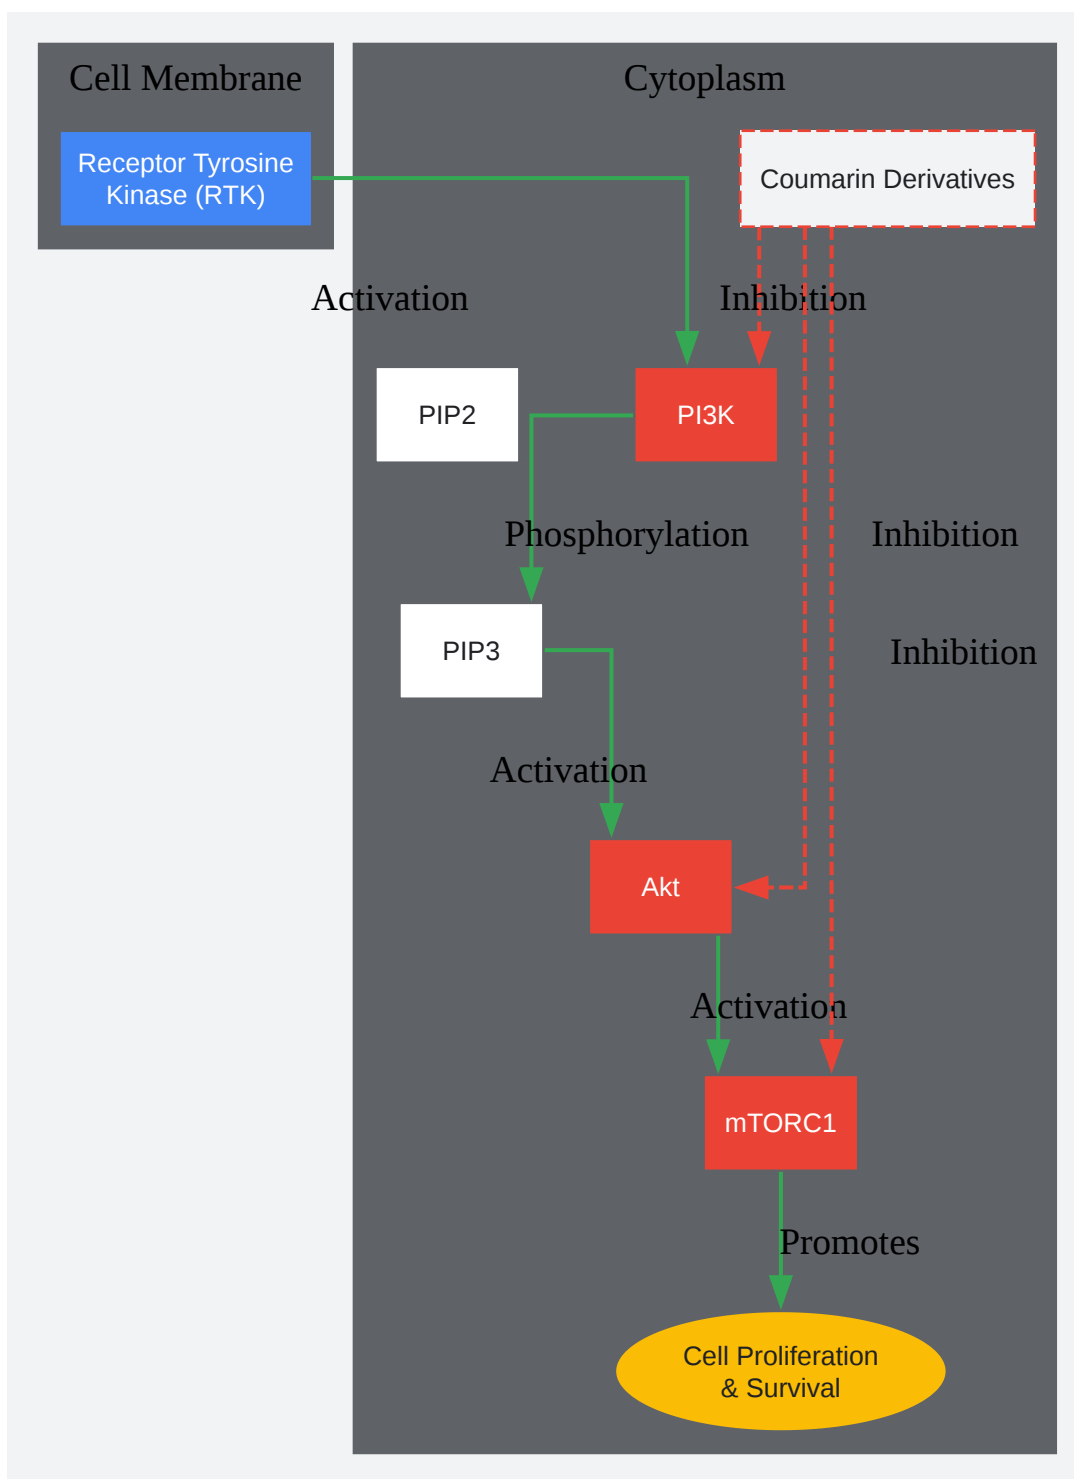 Cell Membrane
Cytoplasm
Receptor Tyrosine
Kinase (RTK)
Coumarin Derivatives
Activation
Inhibition
PIP2
PI3K
Phosphorylation
Inhibition
PIP3
Inhibition
Activation
Akt
Activation
mTORC1
Promotes
Cell Proliferation
& Survival